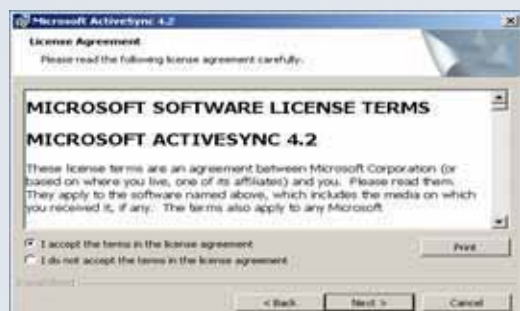 Microsoft ActiveSync 4.2
License Agreement
Please read the following license agreement carefully.
MICROSOFT SOFTWARE LICENSE TERMS
MICROSOFT ACTIVESYNC 4.2
These license terms are an agreement between Microsoft Corporation (or
based on where you live, one of its affiliates) and you. Please read them.
They apply to the software named above, which includes the media on which
you received it, if any. The terms also apply to any Microsoft
I accept the terms in the license agreement
I do not accept the terms in the license agreement
Print
< Back
Next >
Cancel